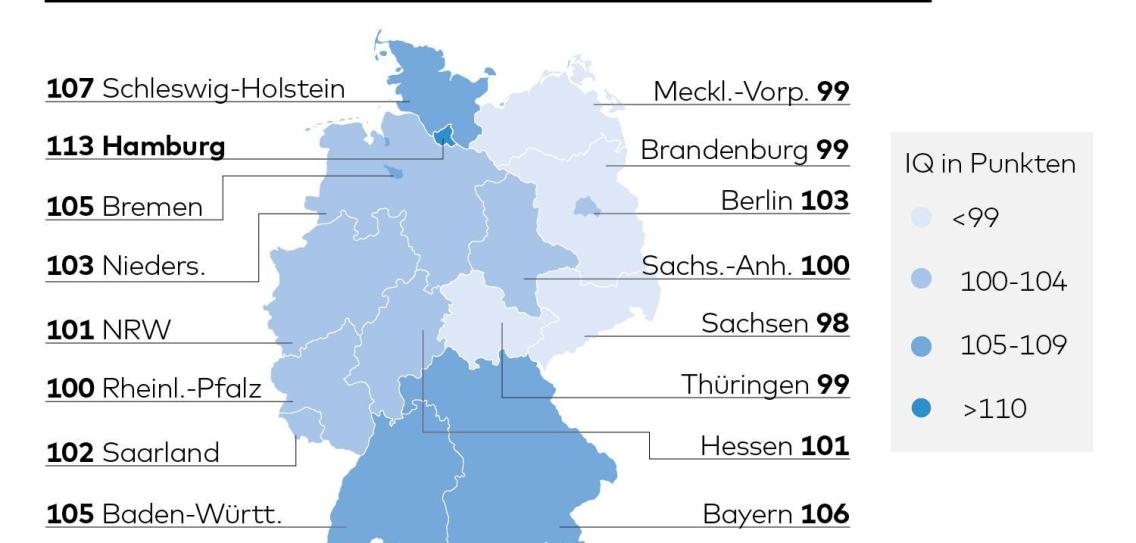 107 Schleswig-Holstein
113 Hamburg
105 Bremen
103 Nieders.
101 NRW
100 Rheinl.-Pfalz
102 Saarland
105 Baden-Württ.
Meckl.-Vorp. 99
Brandenburg 99
Berlin 103
Sachs.-Anh. 100
Sachsen 98
Thüringen 99
Hessen 101
Bayern 106
IQ in Punkten
<99
100-104
105-109
>110